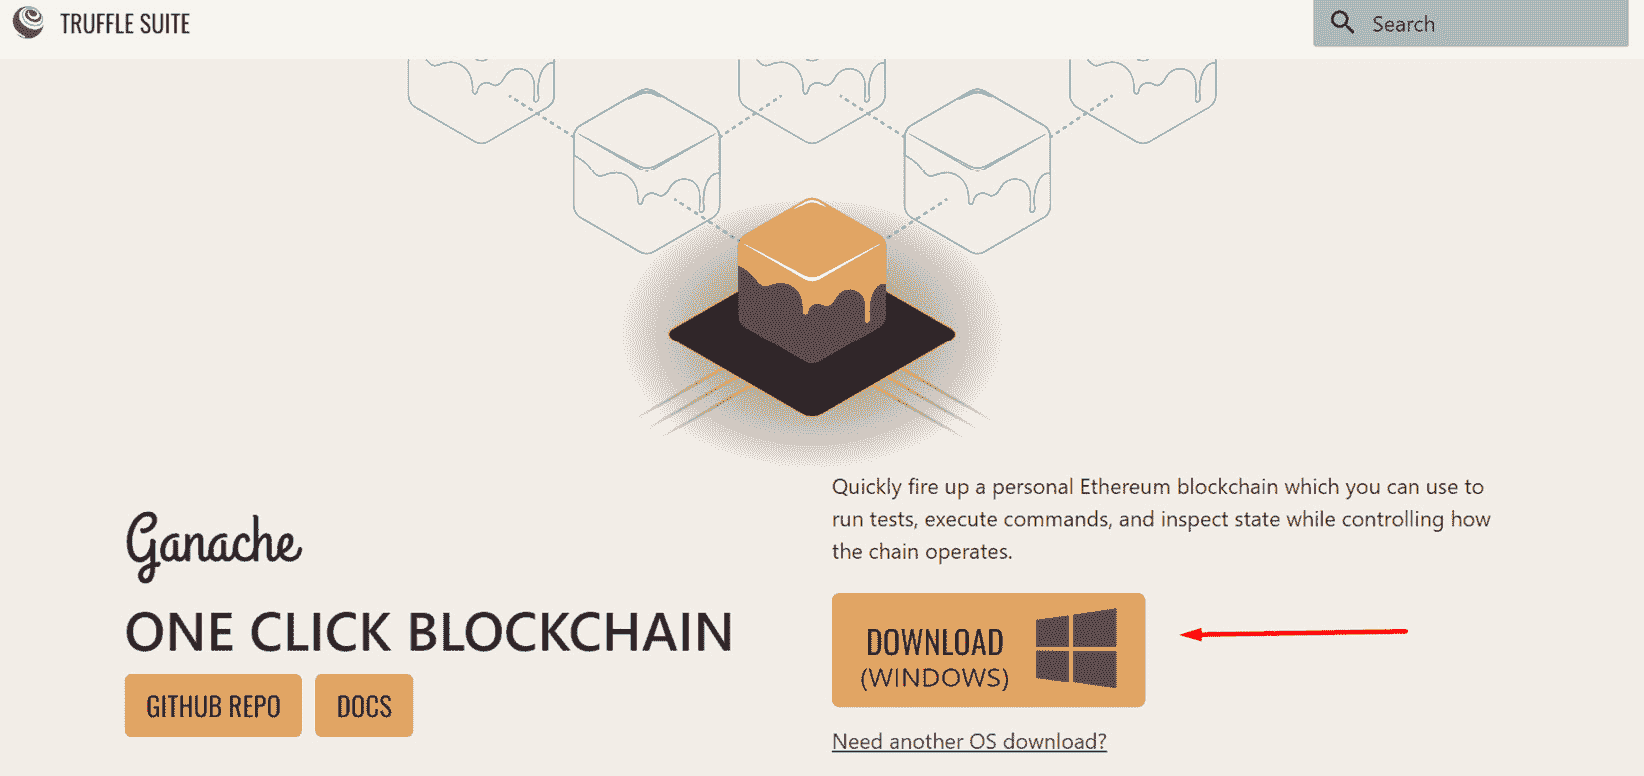 TRUFFLE SUITE
Search
Quickly fire up a personal Ethereum blockchain which you can use to
run tests, execute commands, and inspect state while controlling how
the chain operates.
Ganache
ONE CLICK BLOCKCHAIN
GITHUB REPO
DOCS
DOWNLOAD
(WINDOWS)
Need another OS download?